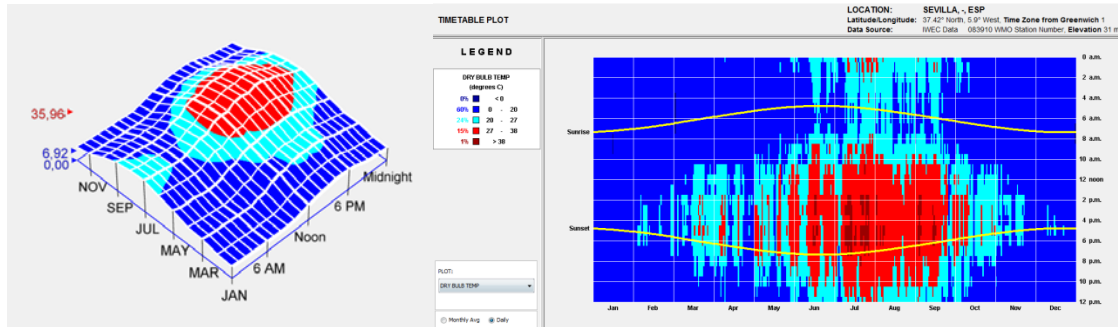 35,96
6,92
0,00
NOV
SEP
JUL
MAY
MAR
JAN
6 AM
Noon
6 PM
Midnight
TIMETABLE PLOT
LOCATION: SEVILLA, -, ESP
Latitude/Longitude: 37.42° North, 5.9° West, Time Zone from Greenwich 1
Data Source: IWEC Data 083910 WMO Station Number, Elevation 31 m
LEGEND
DRY BULB TEMP
(degrees C)
0% < 0
60% 0 - 20
24% 20 - 27
15% 27 - 38
1% > 38
PLOT:
DRY BULB TEMP
Monthly Avg Daily
Sunrise
Sunset
0 a.m.
2 a.m.
4 a.m.
6 a.m.
8 a.m.
10 a.m.
12 noon
2 p.m.
4 p.m.
6 p.m.
8 p.m.
10 p.m.
12 p.m.
Jan Feb Mar Apr May Jun Jul Aug Sep Oct Nov Dec